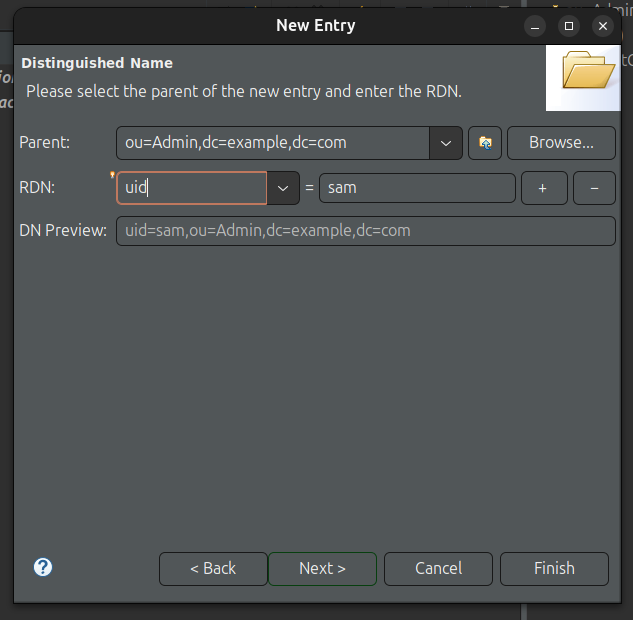 New Entry
Distinguished Name
Please select the parent of the new entry and enter the RDN.
Parent: ou=Admin,dc=example,dc=com Browse...
RDN: uid = sam + −
DN Preview: uid=sam,ou=Admin,dc=example,dc=com
? < Back Next > Cancel Finish